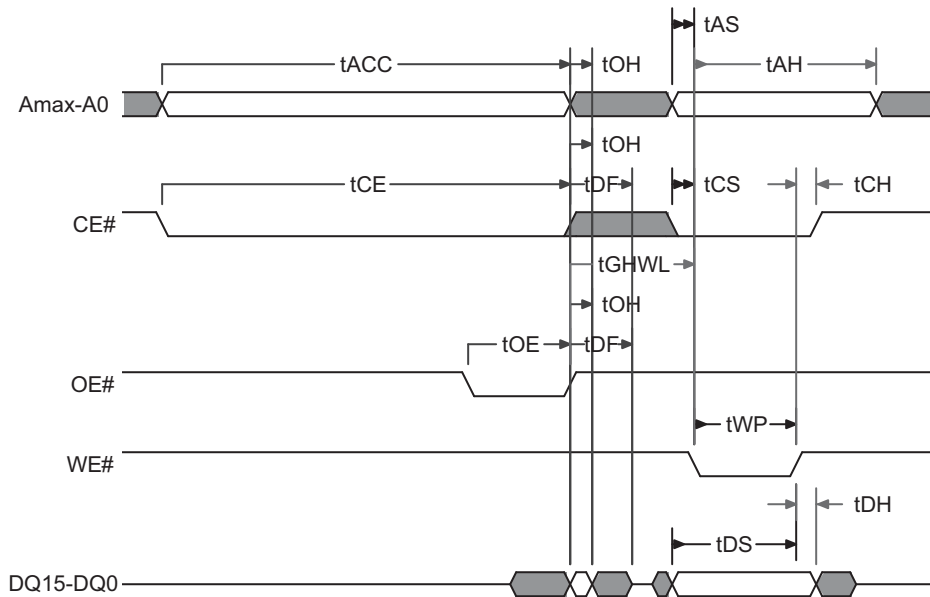 tAS
tACC tOH tAH
Amax-A0
tOH
tCE tDF tCS tCH
CE#
tGHWL
tOH
tOE tDF
OE#
tWP
WE#
tDH
tDS
DQ15-DQ0